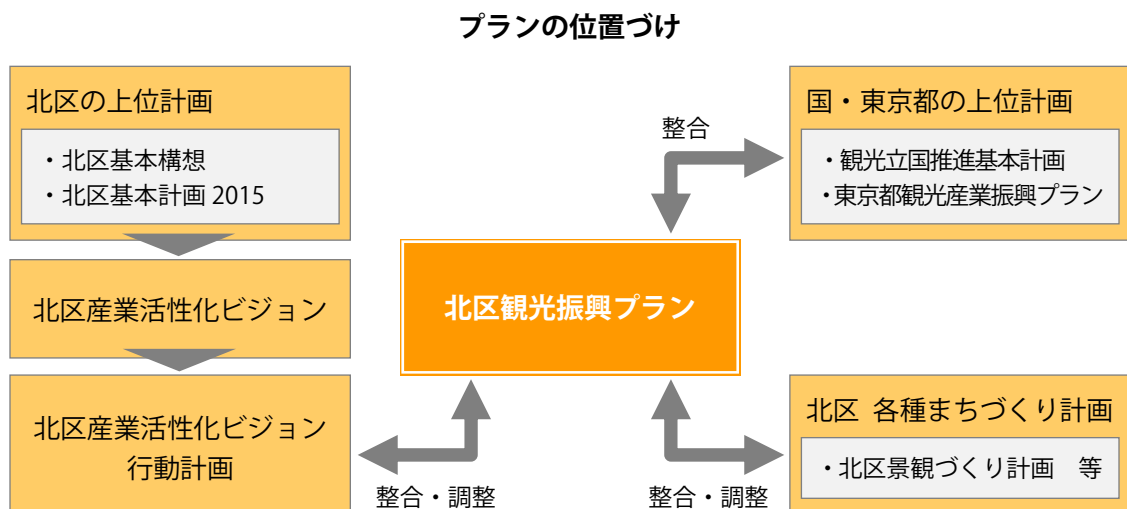 プランの位置づけ
北区の上位計画
・北区基本構想
・北区基本計画 2015
北区産業活性化ビジョン
北区産業活性化ビジョン
行動計画
整合・調整
北区観光振興プラン
整合
国・東京都の上位計画
・観光立国推進基本計画
・東京都観光産業振興プラン
北区 各種まちづくり計画
・北区景観づくり計画　等
整合・調整